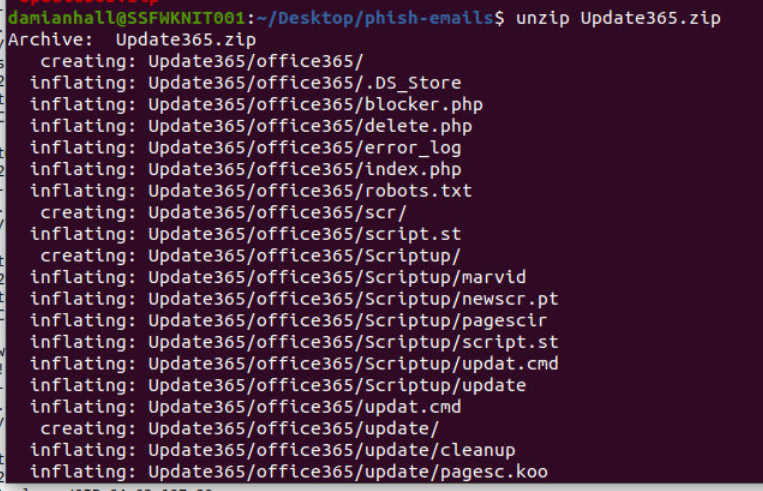 damianhall@SSFWKNIT001:~/Desktop/phish-emails$ unzip Update365.zip
Archive:  Update365.zip
   creating: Update365/office365/
  inflating: Update365/office365/.DS_Store
  inflating: Update365/office365/blocker.php
  inflating: Update365/office365/delete.php
  inflating: Update365/office365/error_log
  inflating: Update365/office365/index.php
  inflating: Update365/office365/robots.txt
   creating: Update365/office365/scr/
  inflating: Update365/office365/script.st
   creating: Update365/office365/Scriptup/
  inflating: Update365/office365/Scriptup/marvid
  inflating: Update365/office365/Scriptup/newscr.pt
  inflating: Update365/office365/Scriptup/pagescir
  inflating: Update365/office365/Scriptup/script.st
  inflating: Update365/office365/Scriptup/updat.cmd
  inflating: Update365/office365/Scriptup/update
  inflating: Update365/office365/updat.cmd
   creating: Update365/office365/update/
  inflating: Update365/office365/update/cleanup
  inflating: Update365/office365/update/pagesc.koo